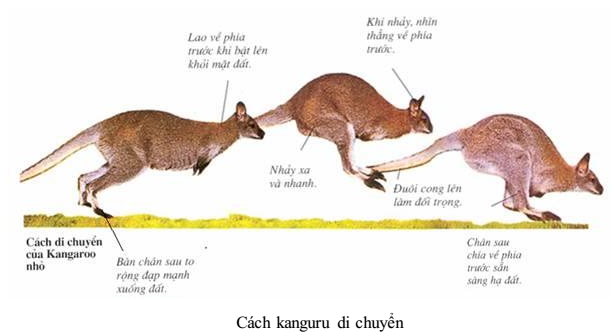 Lao về phía
trước khi bật lên
khỏi mặt đất.
Khi nhảy, nhìn
thẳng về phía
trước.
Nhảy xa
và nhanh.
Đuôi cong lên
làm đối trọng.
Cách di chuyển
của Kangaroo
nhỏ
Bàn chân sau to
rộng đạp mạnh
xuống đất.
Chân sau
chìa về phía
trước sẵn
sàng hạ đất.
Cách kanguru di chuyển